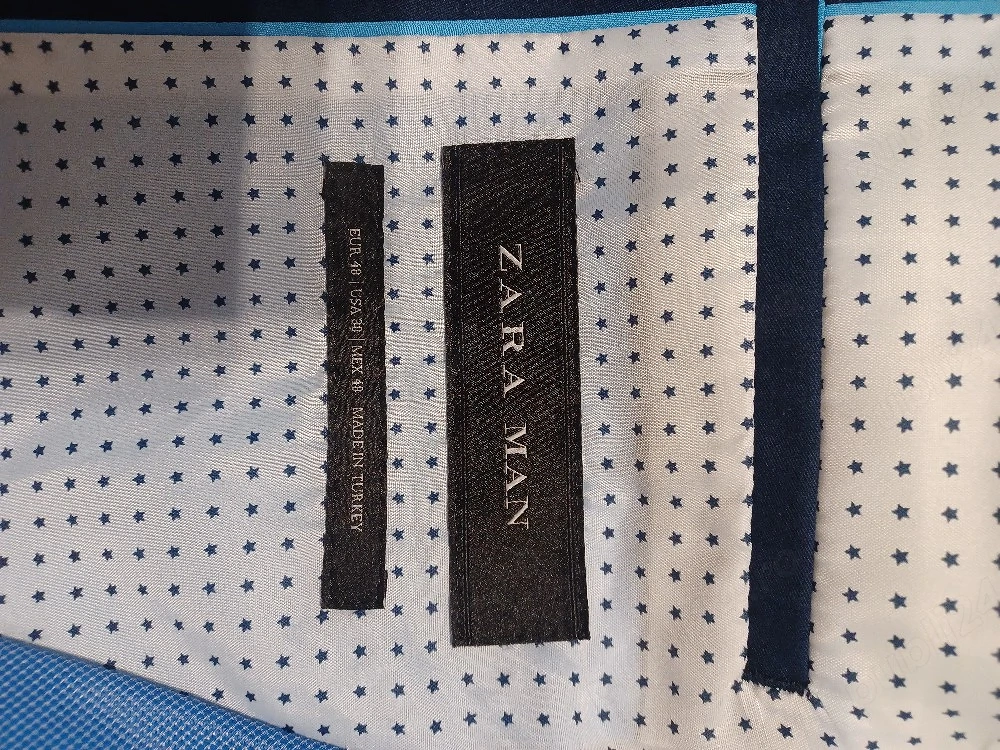 ZARA MAN
EUR 48 | USA 38 | MEX 48 MADE IN TURKEY